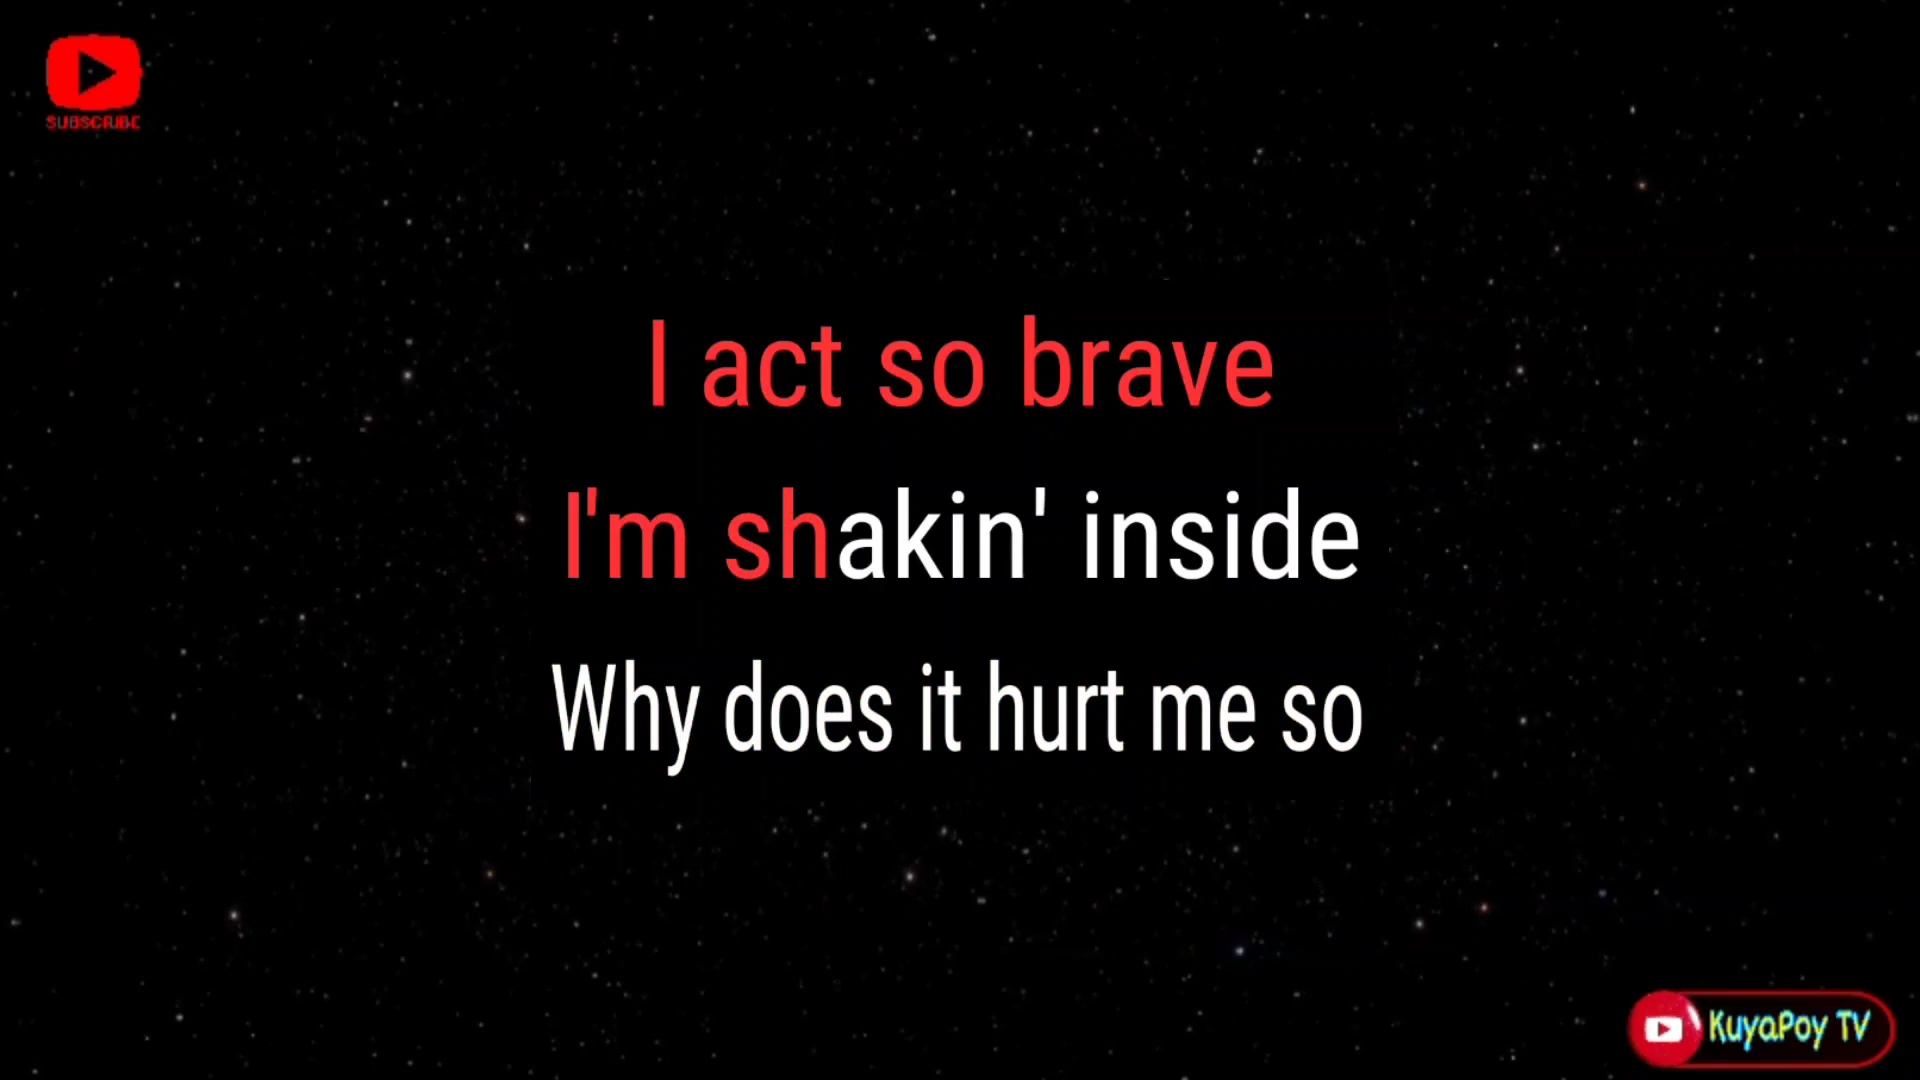 SUBSCRIBE
I act so brave
I'm shakin' inside
Why does it hurt me so
KuyaPoy TV